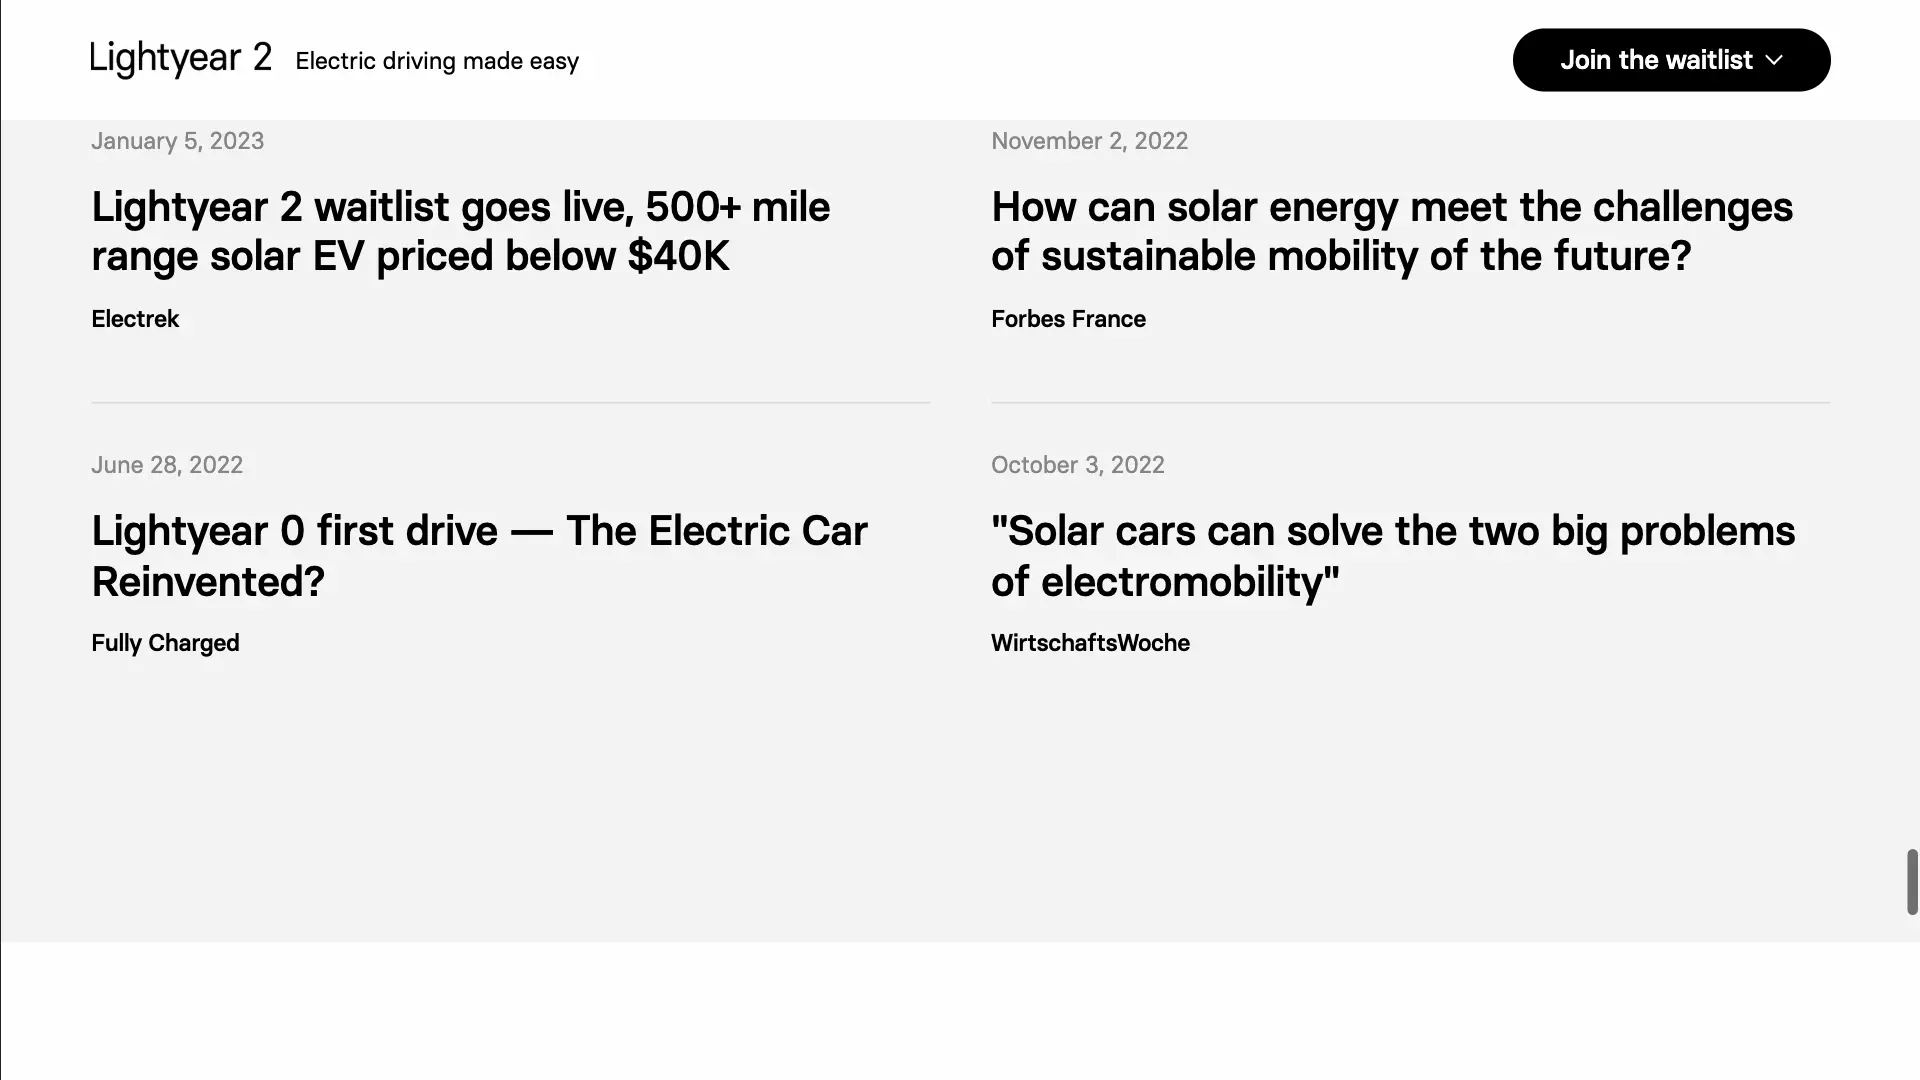 Lightyear 2 Electric driving made easy
Join the waitlist
January 5, 2023
Lightyear 2 waitlist goes live, 500+ mile
range solar EV priced below $40K
Electrek
November 2, 2022
How can solar energy meet the challenges
of sustainable mobility of the future?
Forbes France
June 28, 2022
Lightyear 0 first drive — The Electric Car
Reinvented?
Fully Charged
October 3, 2022
"Solar cars can solve the two big problems
of electromobility"
WirtschaftsWoche